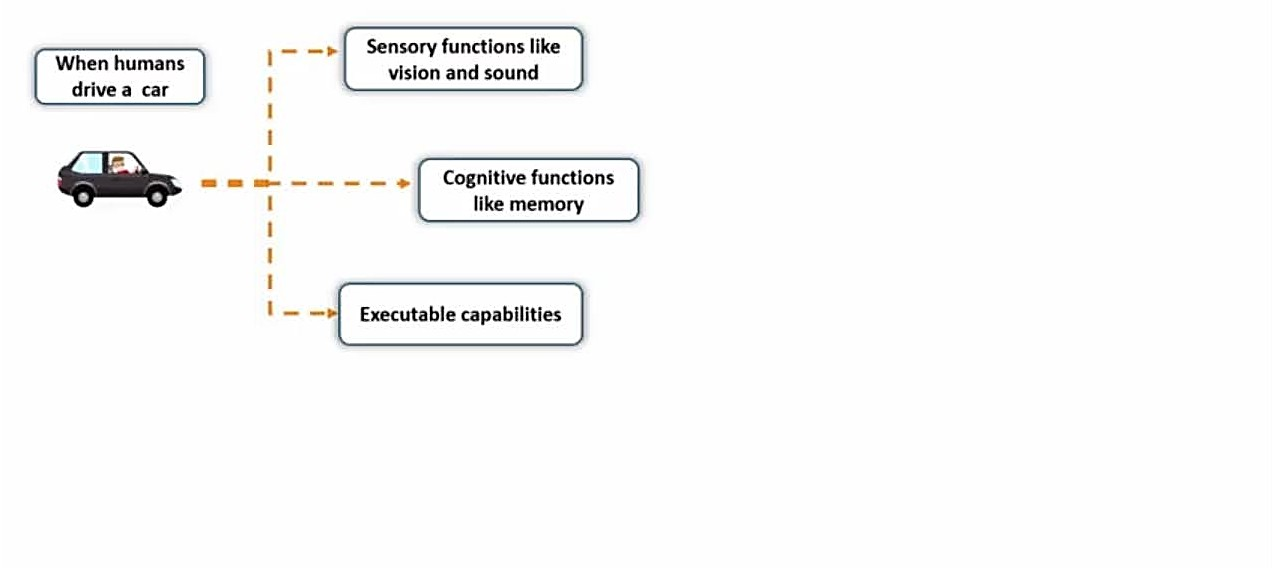 When humans
drive a car
Sensory functions like
vision and sound
Cognitive functions
like memory
Executable capabilities